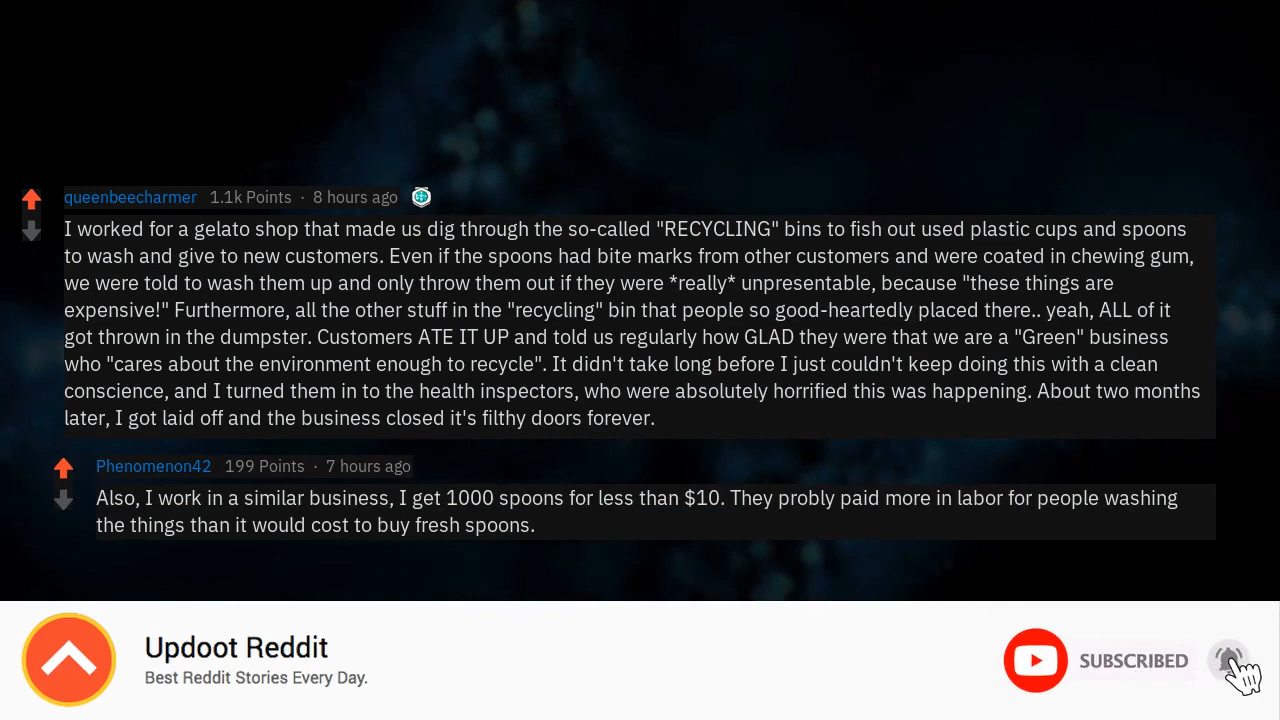 queenbeecharmer 1.1k Points · 8 hours ago
I worked for a gelato shop that made us dig through the so-called "RECYCLING" bins to fish out used plastic cups and spoons
to wash and give to new customers. Even if the spoons had bite marks from other customers and were coated in chewing gum,
we were told to wash them up and only throw them out if they were *really* unpresentable, because "these things are
expensive!" Furthermore, all the other stuff in the "recycling" bin that people so good-heartedly placed there.. yeah, ALL of it
got thrown in the dumpster. Customers ATE IT UP and told us regularly how GLAD they were that we are a "Green" business
who "cares about the environment enough to recycle". It didn't take long before I just couldn't keep doing this with a clean
conscience, and I turned them in to the health inspectors, who were absolutely horrified this was happening. About two months
later, I got laid off and the business closed it's filthy doors forever.
Phenomenon42 199 Points · 7 hours ago
Also, I work in a similar business, I get 1000 spoons for less than $10. They probly paid more in labor for people washing
the things than it would cost to buy fresh spoons.
Updoot Reddit
Best Reddit Stories Every Day.
SUBSCRIBED